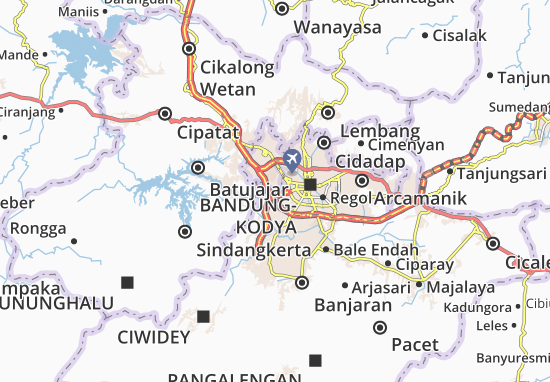 Maniis
Wanayasa
Cisalak
Mande
Cikalong
Wetan
Tanjun
Sumedan
Ciranjang
Cipatat
Lembang
Cimenyan
Cidadap
Tanjungsari
Batujajar
BANDUNG-
KODYA
Regol
Arcamanik
eber
Rongga
Sindangkerta
Bale Endah
Ciparay
Cicale
mpaka
UNUNGHALU
Arjasari
Majalaya
Banjaran
Kadungora
Cibi
Leles
CIWIDEY
Pacet
Banyuresmi
PANGALENGAN